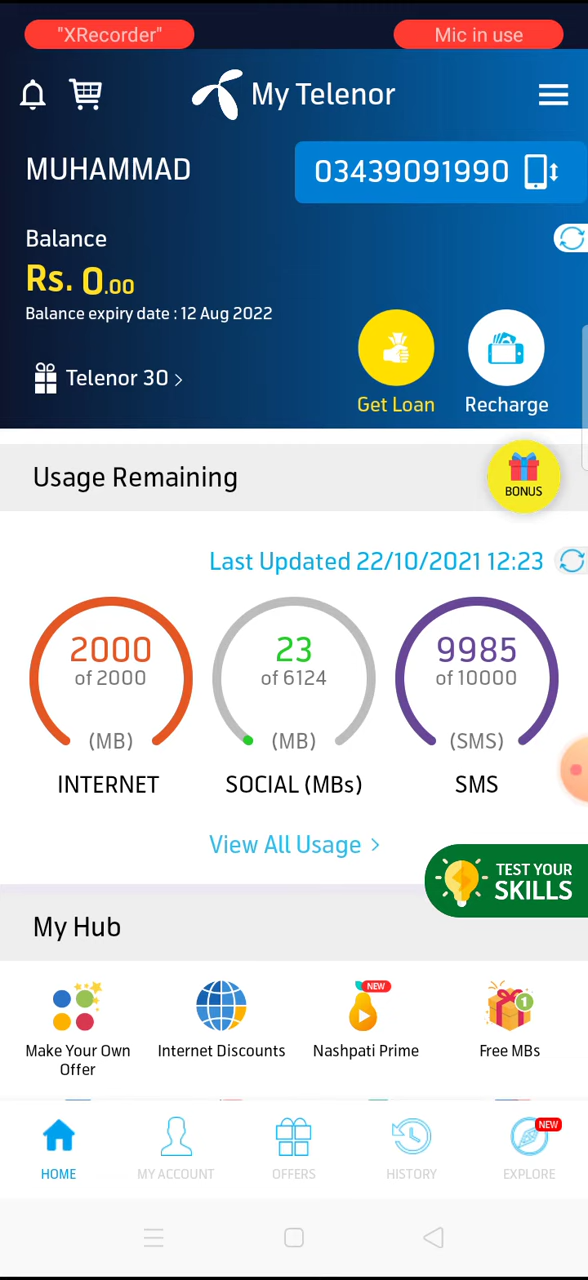 "XRecorder"
Mic in use
My Telenor
MUHAMMAD
03439091990
Balance
Rs. 0.00
Balance expiry date : 12 Aug 2022
Telenor 30 >
Get Loan
Recharge
Usage Remaining
BONUS
Last Updated 22/10/2021 12:23
2000
of 2000
(MB)
INTERNET
23
of 6124
(MB)
SOCIAL (MBs)
9985
of 10000
(SMS)
SMS
View All Usage >
TEST YOUR
SKILLS
My Hub
Make Your Own
Offer
Internet Discounts
NEW
Nashpati Prime
1
Free MBs
HOME
MY ACCOUNT
OFFERS
HISTORY
NEW
EXPLORE